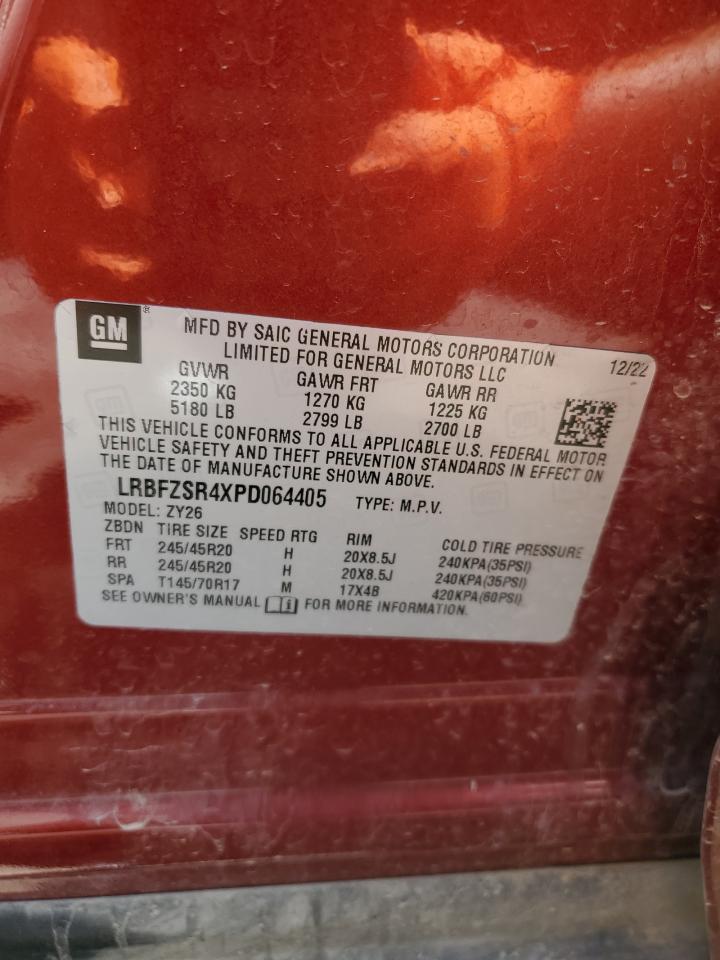 GM ®
MFD BY SAIC GENERAL MOTORS CORPORATION
LIMITED FOR GENERAL MOTORS LLC
12/22
GVWR GAWR FRT GAWR RR
2350 KG 1270 KG 1225 KG
5180 LB 2799 LB 2700 LB
THIS VEHICLE CONFORMS TO ALL APPLICABLE U.S. FEDERAL MOTOR
VEHICLE SAFETY AND THEFT PREVENTION STANDARDS IN EFFECT ON
THE DATE OF MANUFACTURE SHOWN ABOVE.
LRBFZSR4XPD064405 TYPE: M.P.V.
MODEL: ZY26
ZBDN TIRE SIZE SPEED RTG RIM COLD TIRE PRESSURE
FRT 245/45R20 H 20X8.5J 240KPA(35PSI)
RR 245/45R20 H 20X8.5J 240KPA(35PSI)
SPA T145/70R17 M 17X4B 420KPA(60PSI)
SEE OWNER'S MANUAL FOR MORE INFORMATION.